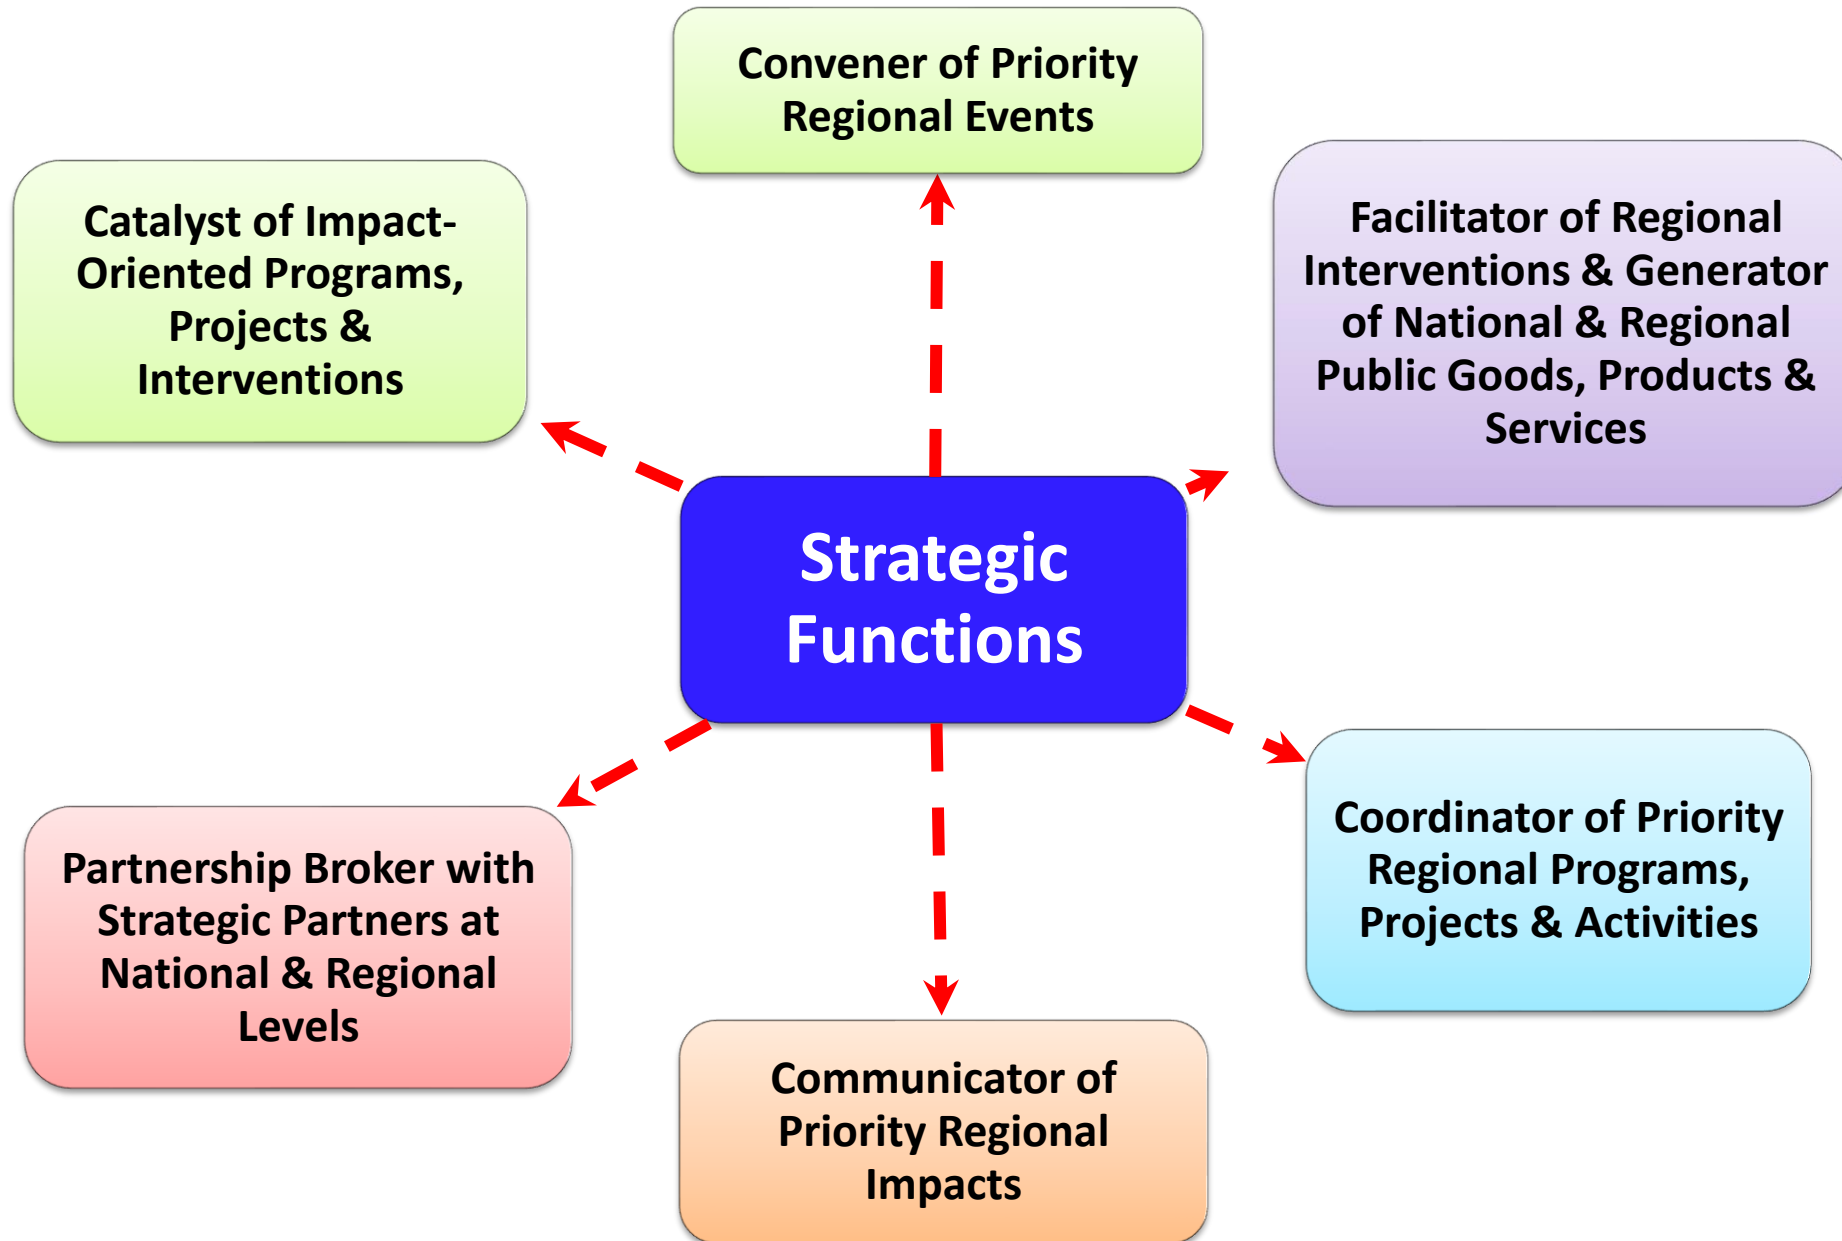 Convener of Priority
Regional Events
Catalyst of Impact-
Oriented Programs,
Projects &
Interventions
Facilitator of Regional
Interventions & Generator
of National & Regional
Public Goods, Products &
Services
Strategic
Functions
Partnership Broker with
Strategic Partners at
National & Regional
Levels
Coordinator of Priority
Regional Programs,
Projects & Activities
Communicator of
Priority Regional
Impacts